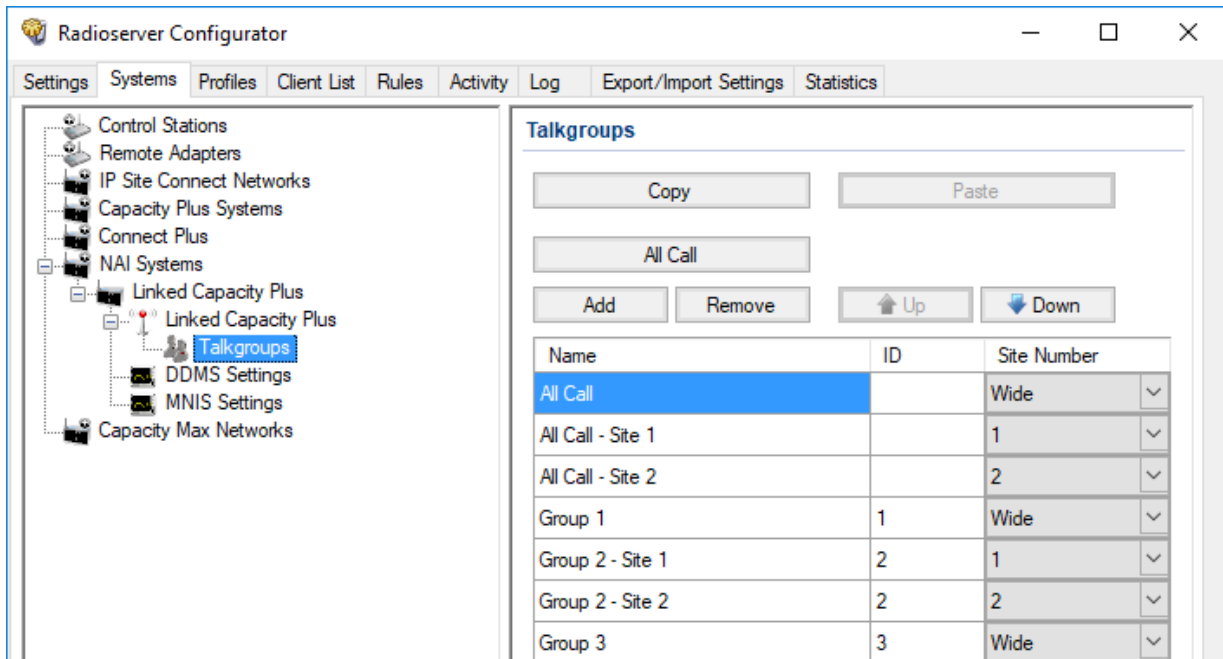 Radioserver Configurator
Settings Systems Profiles Client List Rules Activity Log Export/Import Settings Statistics
Control Stations
Remote Adapters
IP Site Connect Networks
Capacity Plus Systems
Connect Plus
NAI Systems
Linked Capacity Plus
Linked Capacity Plus
Talkgroups
DDMS Settings
MNIS Settings
Capacity Max Networks
Talkgroups
Copy Paste
All Call
Add Remove Up Down
Name ID Site Number
All Call Wide
All Call - Site 1 1
All Call - Site 2 2
Group 1 1 Wide
Group 2 - Site 1 2 1
Group 2 - Site 2 2 2
Group 3 3 Wide